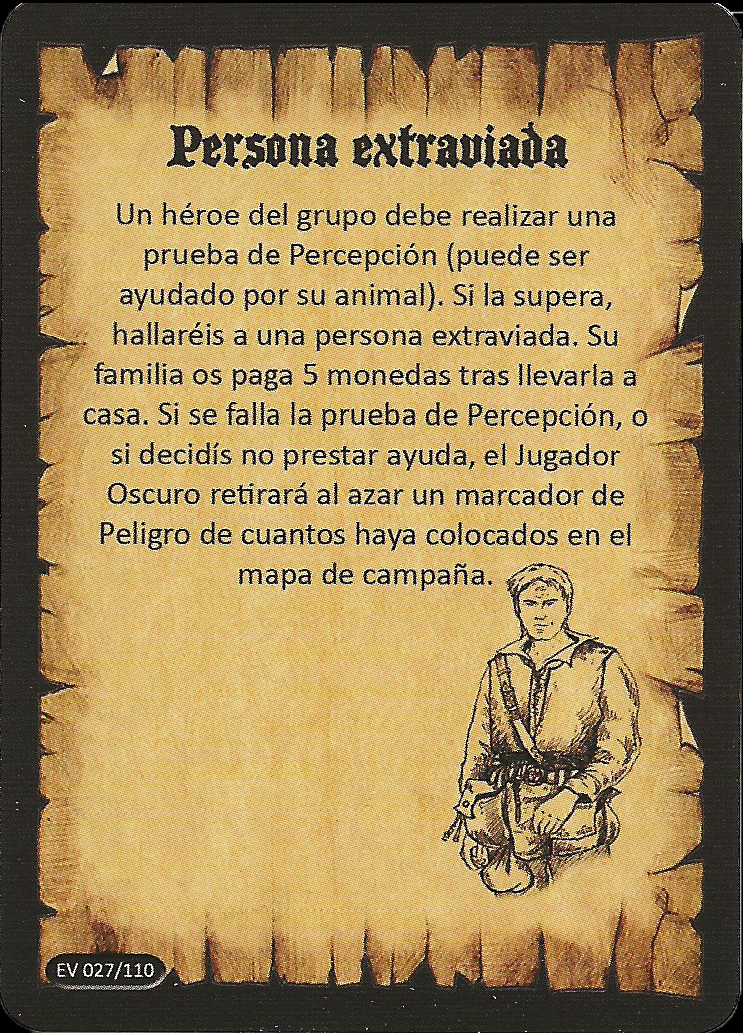 Persona extraviada
Un héroe del grupo debe realizar una
prueba de Percepción (puede ser
ayudado por su animal). Si la supera,
hallaréis a una persona extraviada. Su
familia os paga 5 monedas tras llevarla a
casa. Si se falla la prueba de Percepción, o
si decidís no prestar ayuda, el Jugador
Oscuro retirará al azar un marcador de
Peligro de cuantos haya colocados en el
mapa de campaña.
EV 027/110